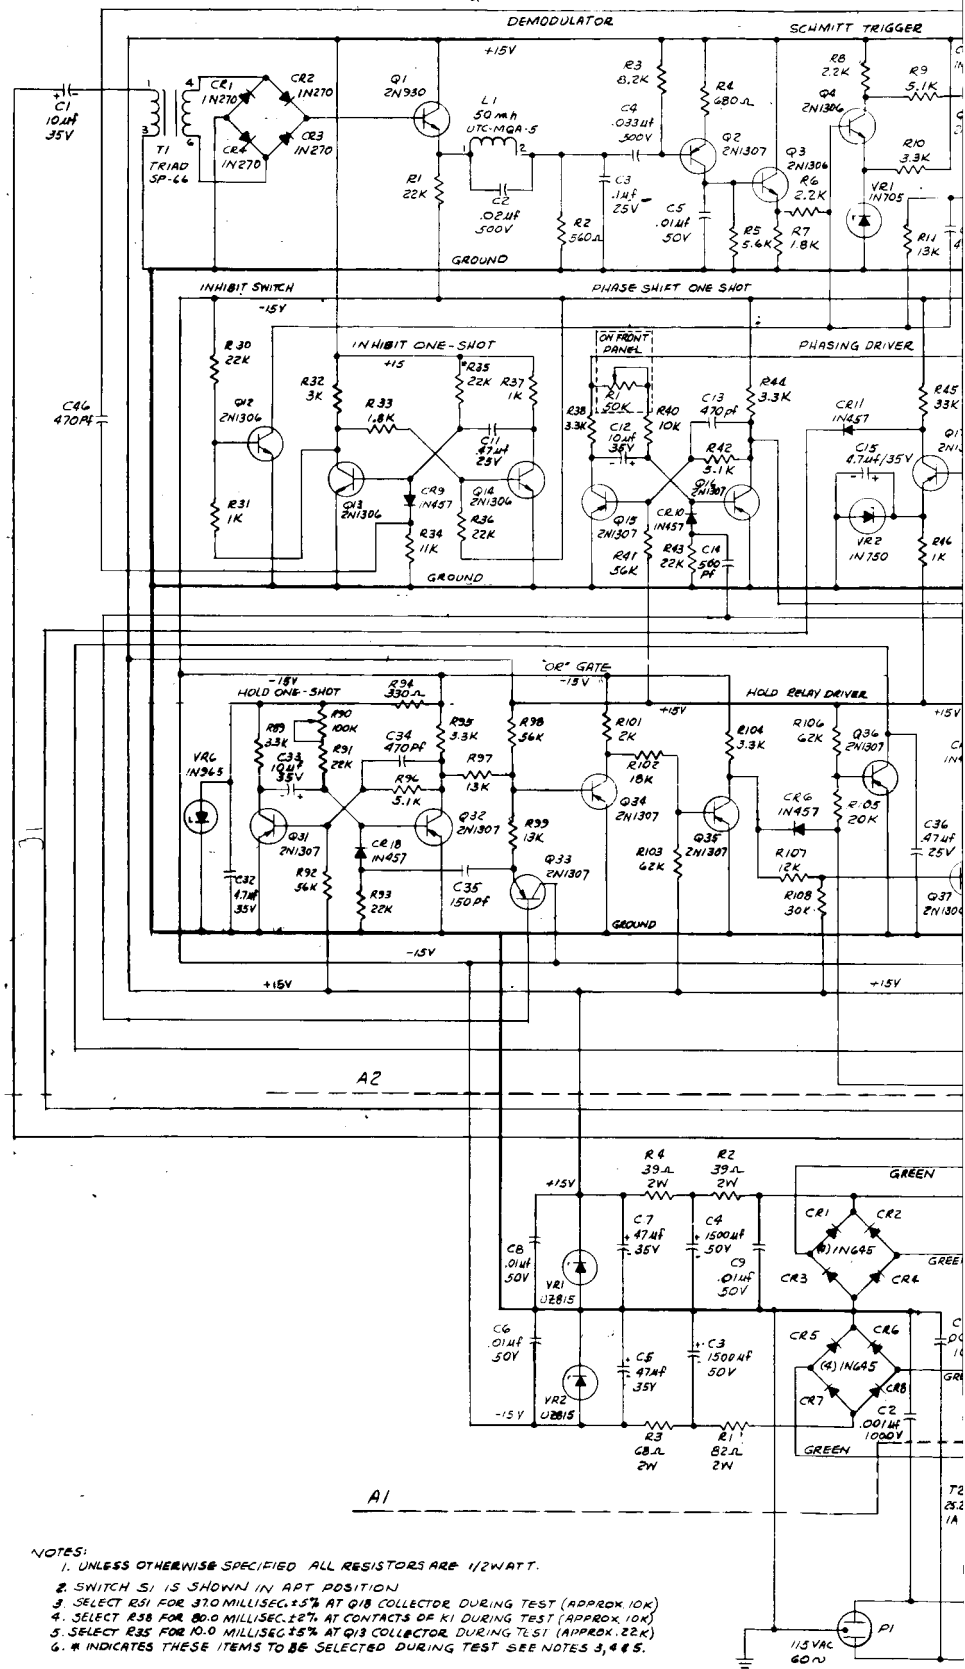 DEMODULATOR
SCHMITT TRIGGER
+15V
C1
10µf
35V
T1
TRIAD
SP-66
1
3
4
6
CR1
1N270
CR2
1N270
CR3
1N270
CR4
1N270
Q1
2N930
L1
50mh
UTC-MQA-5
1
2
R1
22K
C2
.02µf
500V
R2
560Ω
C3
.1µf
25V
C4
.033µf
500V
R3
8.2K
R4
680Ω
Q2
2N1307
C5
.01µf
50V
R5
5.6K
Q3
2N1306
R6
2.2K
R7
1.8K
R8
2.2K
Q4
2N1306
R9
5.1K
R10
3.3K
VR1
1N705
R11
13K
GROUND
INHIBIT SWITCH
-15V
PHASE SHIFT ONE SHOT
INHIBIT ONE-SHOT
+15
ON FRONT
PANEL
PHASING DRIVER
R30
22K
C46
470Pf
Q12
2N1306
R31
1K
R32
3K
R33
1.8K
*R35
22K
R37
1K
C11
.47µf
25V
Q13
2N1306
CR9
1N457
Q14
2N1306
R34
11K
R36
22K
R1
50K
R38
3.3K
C12
10µf
35V
R40
10K
C13
470pf
R42
5.1K
R44
3.3K
Q15
2N1307
Q16
2N1307
CR10
1N457
R41
56K
R43
22K
C14
560
pf
CR11
1N457
C15
4.7µf/35V
VR2
1N750
R45
33K
R46
1K
GROUND
"OR" GATE
-15V
-15V
HOLD ONE-SHOT
R94
330Ω
HOLD RELAY DRIVER
+15V
+15V
R89
3.3K
R90
100K
R91
22K
C33
10µf
35V
VR6
1N965
C34
470Pf
R95
3.3K
R96
5.1K
R97
13K
R98
56K
R99
13K
Q31
2N1307
Q32
2N1307
CR18
1N457
R92
56K
R93
22K
C32
4.7µf
35V
C35
150Pf
Q33
2N1307
R101
2K
R102
18K
Q34
2N1307
R103
62K
R104
3.3K
Q35
2N1307
CR6
1N457
R106
62K
Q36
2N1307
R105
20K
R107
12K
R108
30K
C36
.47µf
25V
Q37
GROUND
-15V
+15V
+15V
A2
R4
39Ω
2W
R2
39Ω
2W
GREEN
+15V
C8
.01µf
50V
VR1
UZ815
C7
47µf
35V
C4
1500µf
50V
C9
.01µf
50V
CR1
CR2
(4) 1N645
CR3
CR4
C6
.01µf
50V
VR2
UZ815
C5
47µf
35V
C3
1500µf
50V
CR5
CR6
(4) 1N645
CR7
CR8
C2
.001µf
1000V
-15V
R3
68Ω
2W
R1
82Ω
2W
GREEN
A1
T2
1A
NOTES:
1. UNLESS OTHERWISE SPECIFIED ALL RESISTORS ARE 1/2WATT.
2. SWITCH S1 IS SHOWN IN APT POSITION
3. SELECT R51 FOR 37.0 MILLISEC.±5% AT Q18 COLLECTOR DURING TEST (APPROX.10K)
4. SELECT R58 FOR 80.0 MILLISEC.±2% AT CONTACTS OF K1 DURING TEST (APPROX.10K)
5. SELECT R35 FOR 10.0 MILLISEC ±5% AT Q13 COLLECTOR DURING TEST (APPROX.22K)
6. * INDICATES THESE ITEMS TO BE SELECTED DURING TEST SEE NOTES 3,4 & 5.
P1
115VAC
60~